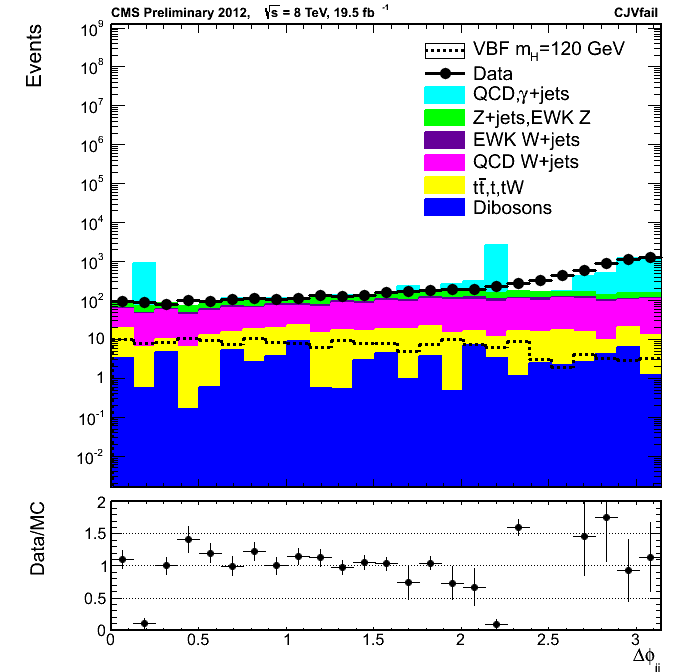 CMS Preliminary 2012, √s = 8 TeV, 19.5 fb⁻¹ CJVfail
Events
10⁹
10⁸
10⁷
10⁶
10⁵
10⁴
10³
10²
10
1
10⁻¹
10⁻²
VBF m_H=120 GeV
Data
QCD,γ+jets
Z+jets,EWK Z
EWK W+jets
QCD W+jets
tt̄,t,tW
Dibosons
Data/MC
2
1.5
1
0.5
0
0 0.5 1 1.5 2 2.5 3
Δϕ_jj